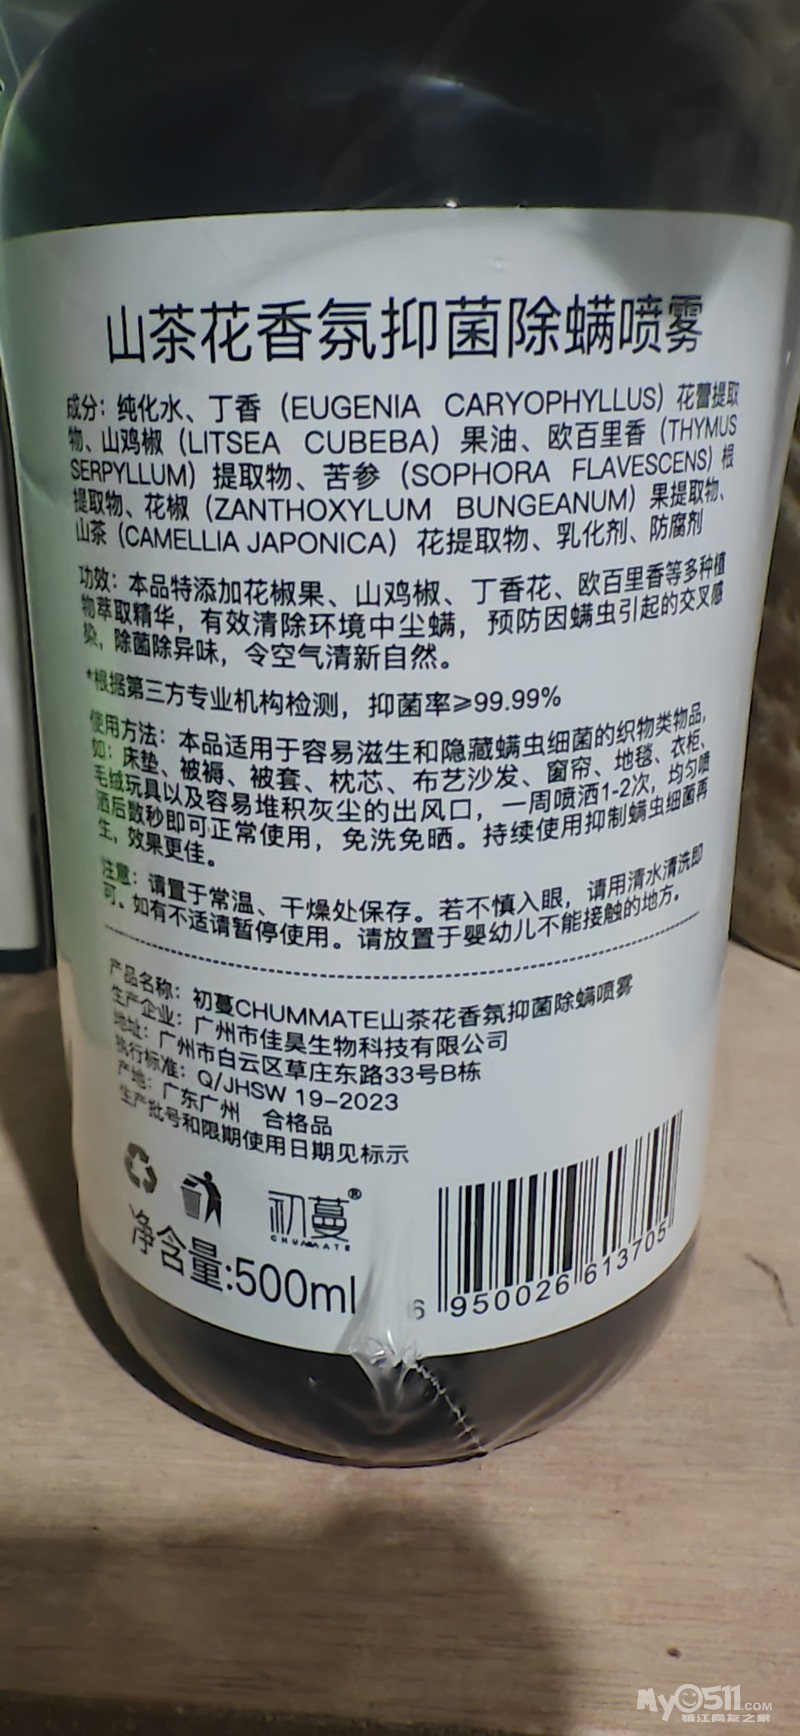 山茶花香氛抑菌除螨喷雾
成分：纯化水、丁香（EUGENIA CARYOPHYLLUS）花蕾提取
物、山鸡椒（LITSEA CUBEBA）果油、欧百里香（THYMUS
SERPYLLUM）提取物、苦参（SOPHORA FLAVESCENS）根
提取物、花椒（ZANTHOXYLUM BUNGEANUM）果提取物、
山茶（CAMELLIA JAPONICA）花提取物、乳化剂、防腐剂
功效：本品特添加花椒果、山鸡椒、丁香花、欧百里香等多种植
物萃取精华，有效清除环境中尘螨，预防因螨虫引起的交叉感
染，除菌除异味，令空气清新自然。
*根据第三方专业机构检测，抑菌率≥99.99%
使用方法：本品适用于容易滋生和隐藏螨虫细菌的织物类物品，
如：床垫、被褥、被套、枕芯、布艺沙发、窗帘、地毯、衣柜、
毛绒玩具以及容易堆积灰尘的出风口，一周喷洒1-2次，均匀喷
洒后数秒即可正常使用，免洗免晒。持续使用抑制螨虫细菌再
生，效果更佳。
注意：请置于常温、干燥处保存。若不慎入眼，请用清水清洗即
可。如有不适请暂停使用。请放置于婴幼儿不能接触的地方。
产品名称：初蔓CHUMMATE山茶花香氛抑菌除螨喷雾
生产企业：广州市佳昊生物科技有限公司
地址：广州市白云区草庄东路33号B栋
执行标准：Q/JHSW 19-2023
产地：广东广州 合格品
生产批号和限期使用日期见标示
初蔓®
CHUMMATE
净含量:500ml
6 950026 613705
My0511.COM
镇江网友之家